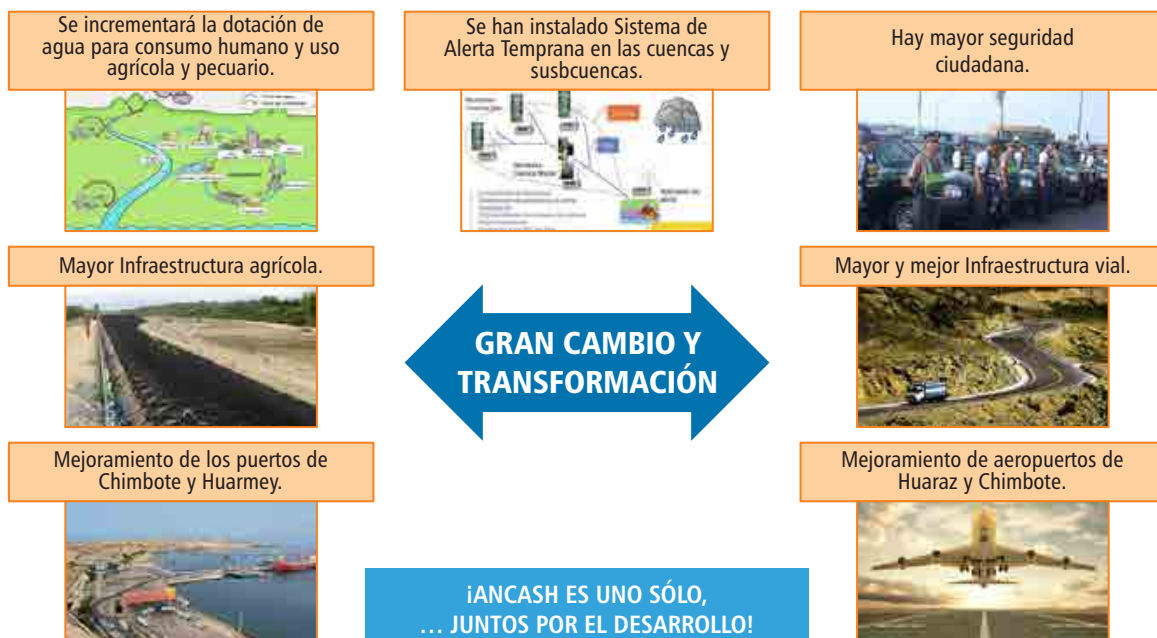 Se incrementará la dotación de
agua para consumo humano y uso
agrícola y pecuario.
Se han instalado Sistema de
Alerta Temprana en las cuencas y
susbcuencas.
Hay mayor seguridad
ciudadana.
Mayor Infraestructura agrícola.
GRAN CAMBIO Y
TRANSFORMACIÓN
Mayor y mejor Infraestructura vial.
Mejoramiento de los puertos de
Chimbote y Huarmey.
Mejoramiento de aeropuertos de
Huaraz y Chimbote.
¡ANCASH ES UNO SÓLO,
... JUNTOS POR EL DESARROLLO!